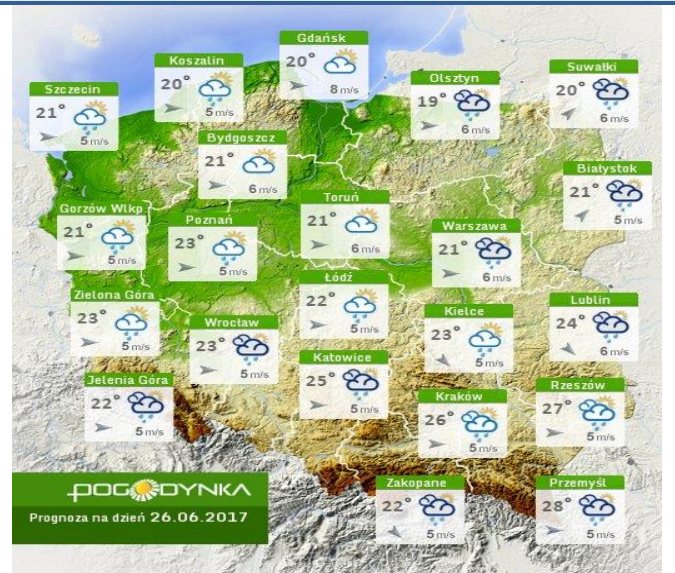 Gdańsk
20°
8 m/s
Koszalin
20°
5 m/s
Suwałki
20°
6 m/s
Olsztyn
19°
6 m/s
Szczecin
21°
5 m/s
Bydgoszcz
21°
6 m/s
Białystok
21°
5 m/s
Toruń
21°
6 m/s
Gorzów Wlkp
21°
5 m/s
Poznań
23°
5 m/s
Warszawa
21°
6 m/s
Łódź
22°
5 m/s
Zielona Góra
23°
5 m/s
Lublin
24°
6 m/s
Kielce
23°
5 m/s
Wrocław
23°
5 m/s
Katowice
25°
5 m/s
Jelenia Góra
22°
5 m/s
Rzeszów
27°
5 m/s
Kraków
26°
5 m/s
Zakopane
22°
5 m/s
Przemyśl
28°
5 m/s
POGODYNKA
Prognoza na dzień 26.06.2017